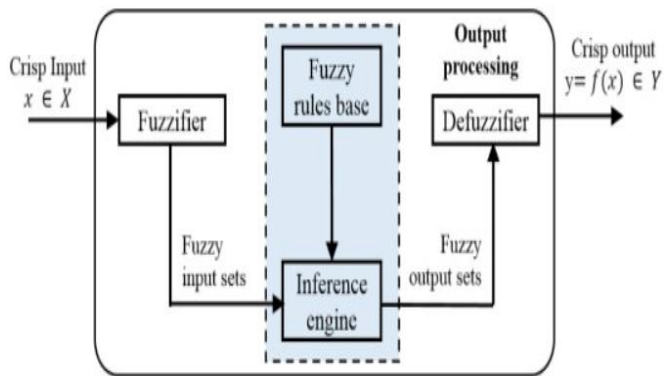 Crisp Input
x ∈ X
Fuzzifier
Fuzzy
input sets
Fuzzy
rules base
Inference
engine
Fuzzy
output sets
Output
processing
Defuzzifier
Crisp output
y= f(x) ∈ Y